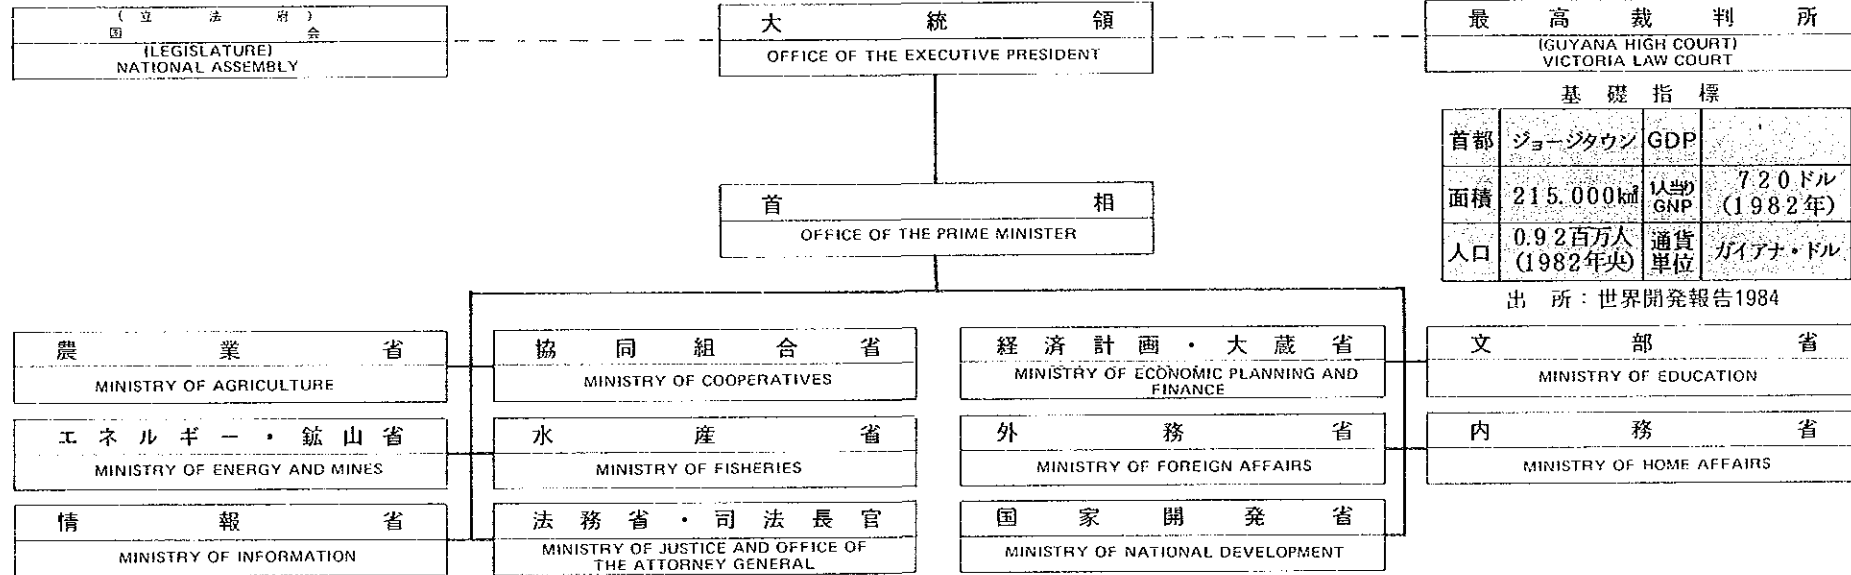 (立法府)
国会
(LEGISLATURE)
NATIONAL ASSEMBLY
大統領
OFFICE OF THE EXECUTIVE PRESIDENT
最高裁判所
(GUYANA HIGH COURT)
VICTORIA LAW COURT
基礎指標
首都 ジョージタウン GDP
面積 215.000km² 1人当り GNP 720ドル (1982年)
人口 0.92百万人 (1982年央) 通貨単位 ガイアナ・ドル
出 所:世界開発報告1984
首相
OFFICE OF THE PRIME MINISTER
農業省
MINISTRY OF AGRICULTURE
協同組合省
MINISTRY OF COOPERATIVES
経済計画・大蔵省
MINISTRY OF ECONOMIC PLANNING AND
FINANCE
文部省
MINISTRY OF EDUCATION
エネルギー・鉱山省
MINISTRY OF ENERGY AND MINES
水産省
MINISTRY OF FISHERIES
外務省
MINISTRY OF FOREIGN AFFAIRS
内務省
MINISTRY OF HOME AFFAIRS
情報省
MINISTRY OF INFORMATION
法務省・司法長官
MINISTRY OF JUSTICE AND OFFICE OF
THE ATTORNEY GENERAL
国家開発省
MINISTRY OF NATIONAL DEVELOPMENT